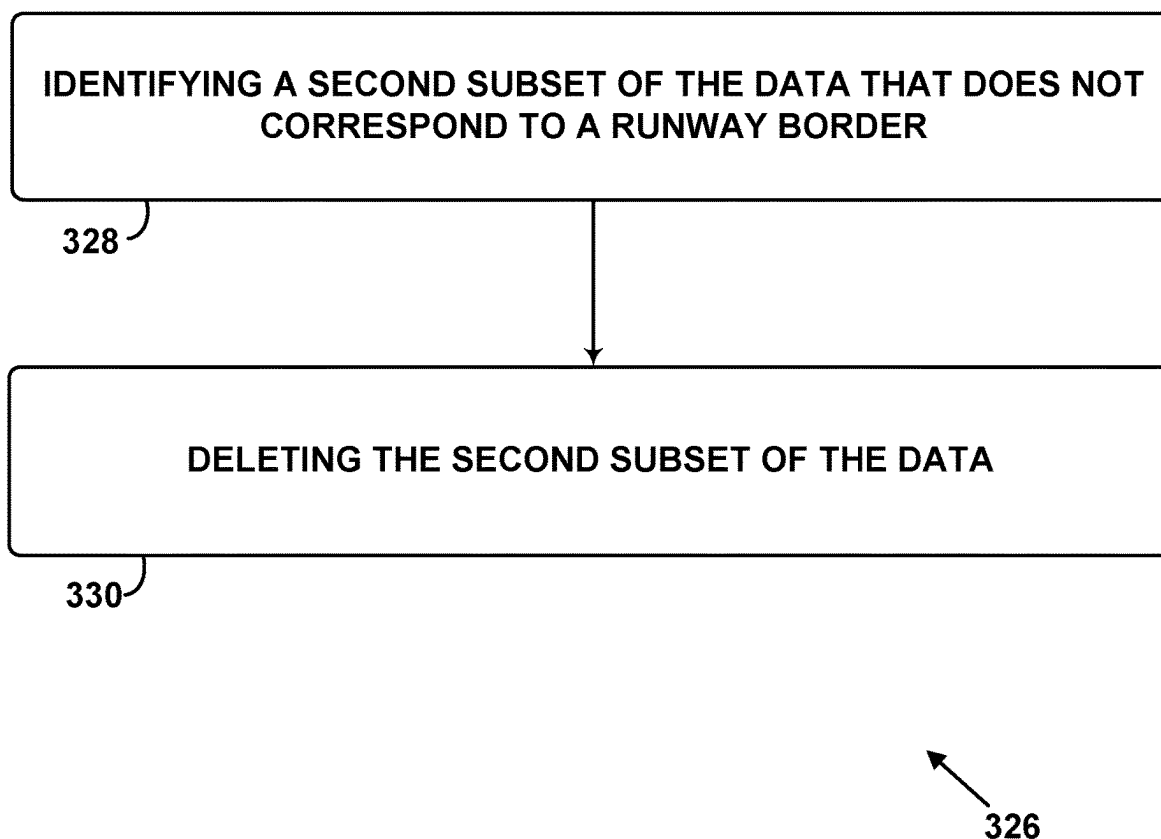 IDENTIFYING A SECOND SUBSET OF THE DATA THAT DOES NOT
CORRESPOND TO A RUNWAY BORDER
328
DELETING THE SECOND SUBSET OF THE DATA
330
326